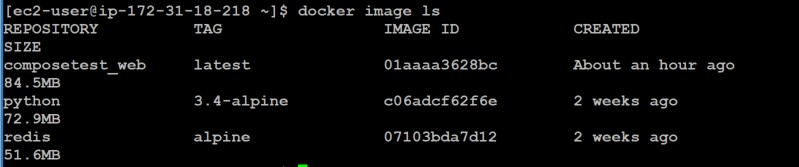 [ec2-user@ip-172-31-18-218 ~]$ docker image ls
REPOSITORY TAG IMAGE ID CREATED
SIZE
composetest_web latest 01aaaa3628bc About an hour ago
84.5MB
python 3.4-alpine c06adcf62f6e 2 weeks ago
72.9MB
redis alpine 07103bda7d12 2 weeks ago
51.6MB